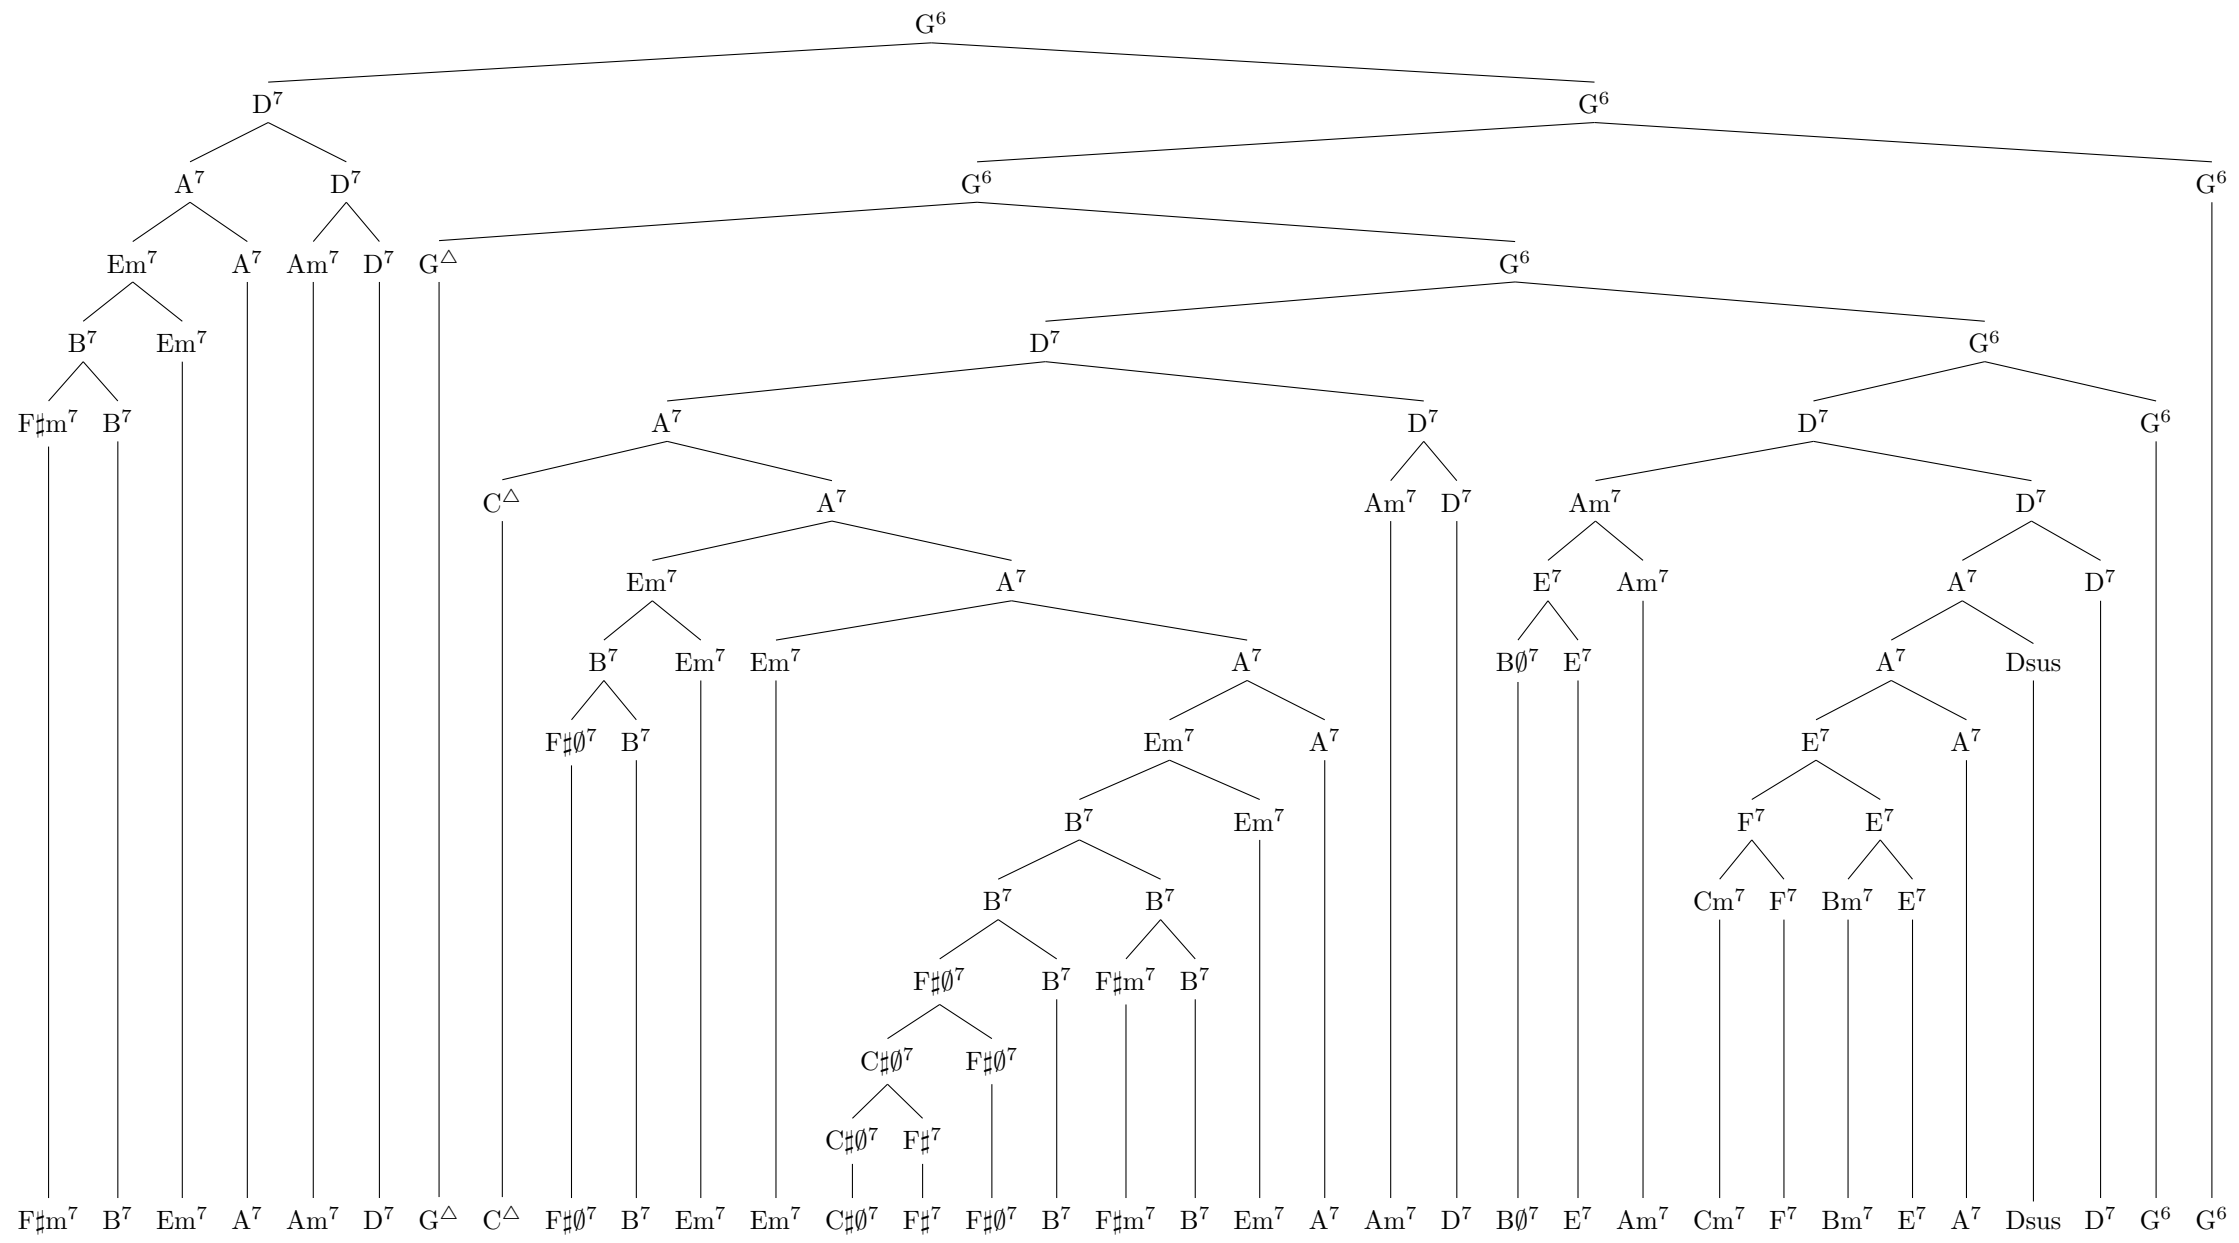 G⁶
D⁷ G⁶
A⁷ D⁷ G⁶ G⁶
Em⁷ A⁷ Am⁷ D⁷ G△ G⁶
B⁷ Em⁷ D⁷ G⁶
F♯m⁷ B⁷ A⁷ D⁷ D⁷ G⁶
C△ A⁷ Am⁷ D⁷ Am⁷ D⁷
Em⁷ A⁷ E⁷ Am⁷ A⁷ D⁷
B⁷ Em⁷ Em⁷ A⁷ B∅⁷ E⁷ A⁷ Dsus
F♯∅⁷ B⁷ Em⁷ A⁷ E⁷ A⁷
B⁷ Em⁷ F⁷ E⁷
B⁷ B⁷ Cm⁷ F⁷ Bm⁷ E⁷
F♯∅⁷ B⁷ F♯m⁷ B⁷
C♯∅⁷ F♯∅⁷
C♯∅⁷ F♯⁷
F♯m⁷ B⁷ Em⁷ A⁷ Am⁷ D⁷ G△ C△ F♯∅⁷ B⁷ Em⁷ Em⁷ C♯∅⁷ F♯⁷ F♯∅⁷ B⁷ F♯m⁷ B⁷ Em⁷ A⁷ Am⁷ D⁷ B∅⁷ E⁷ Am⁷ Cm⁷ F⁷ Bm⁷ E⁷ A⁷ Dsus D⁷ G⁶ G⁶